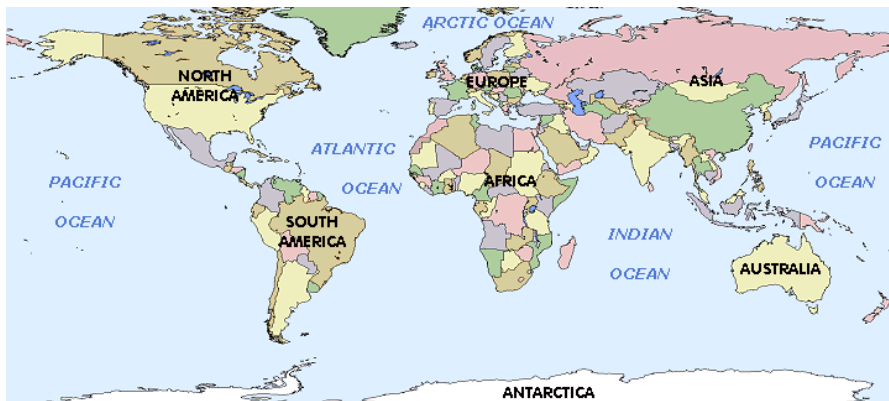 ARCTIC OCEAN
NORTH
AMERICA
EUROPE
ASIA
ATLANTIC
OCEAN
PACIFIC
OCEAN
PACIFIC
OCEAN
AFRICA
SOUTH
AMERICA
INDIAN
OCEAN
AUSTRALIA
ANTARCTICA